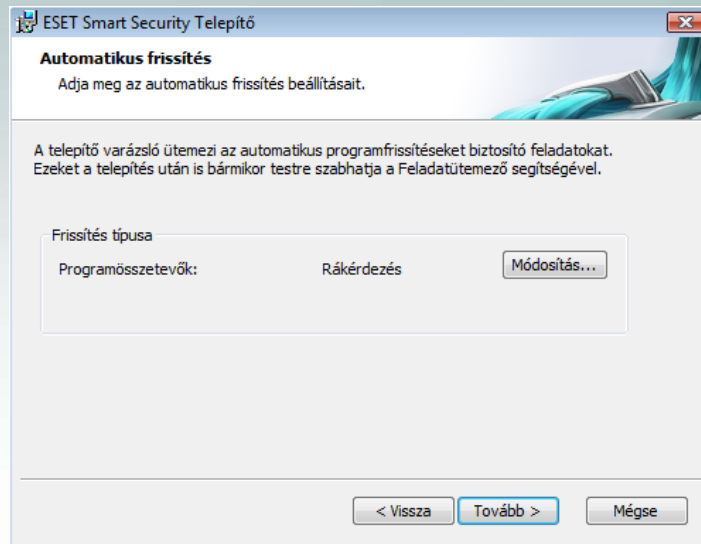 ESET Smart Security Telepítő
Automatikus frissítés
Adja meg az automatikus frissítés beállításait.
A telepítő varázsló ütemezi az automatikus programfrissítéseket biztosító feladatokat.
Ezeket a telepítés után is bármikor testre szabhatja a Feladatütemező segítségével.
Frissítés típusa
Programösszetevők: Rákérdezés Módosítás...
< Vissza Tovább > Mégse